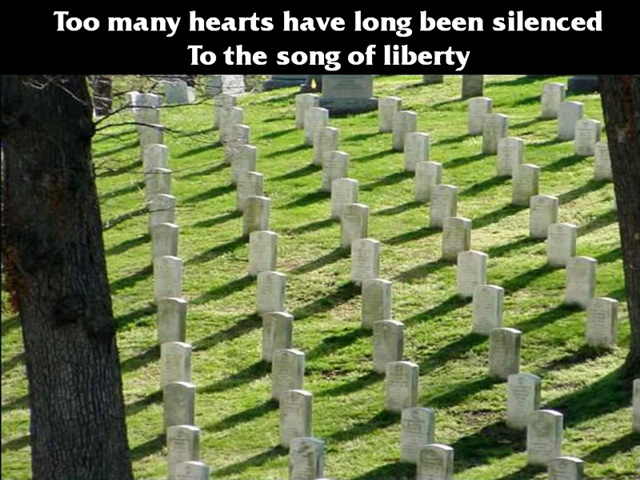 Too many hearts have long been silenced
To the song of liberty